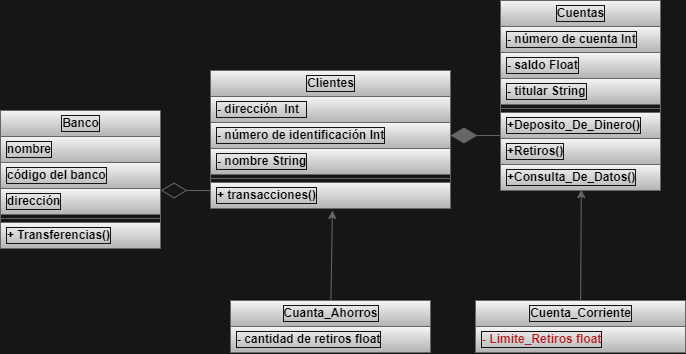 Cuentas
- número de cuenta Int
- saldo Float
- titular String
+Deposito_De_Dinero()
+Retiros()
+Consulta_De_Datos()
Clientes
- dirección  Int
- número de identificación Int
- nombre String
+ transacciones()
Banco
nombre
código del banco
dirección
+ Transferencias()
Cuanta_Ahorros
- cantidad de retiros float
Cuenta_Corriente
- Limite_Retiros float